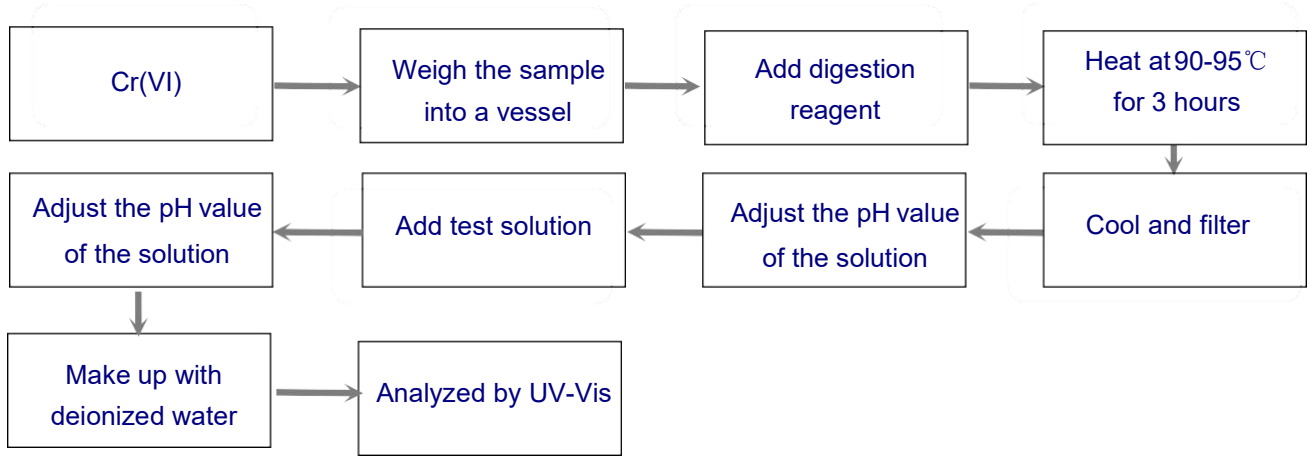 Cr(VI)
Weigh the sample
into a vessel
Add digestion
reagent
Heat at 90-95℃
for 3 hours
Cool and filter
Adjust the pH value
of the solution
Add test solution
Adjust the pH value
of the solution
Make up with
deionized water
Analyzed by UV-Vis